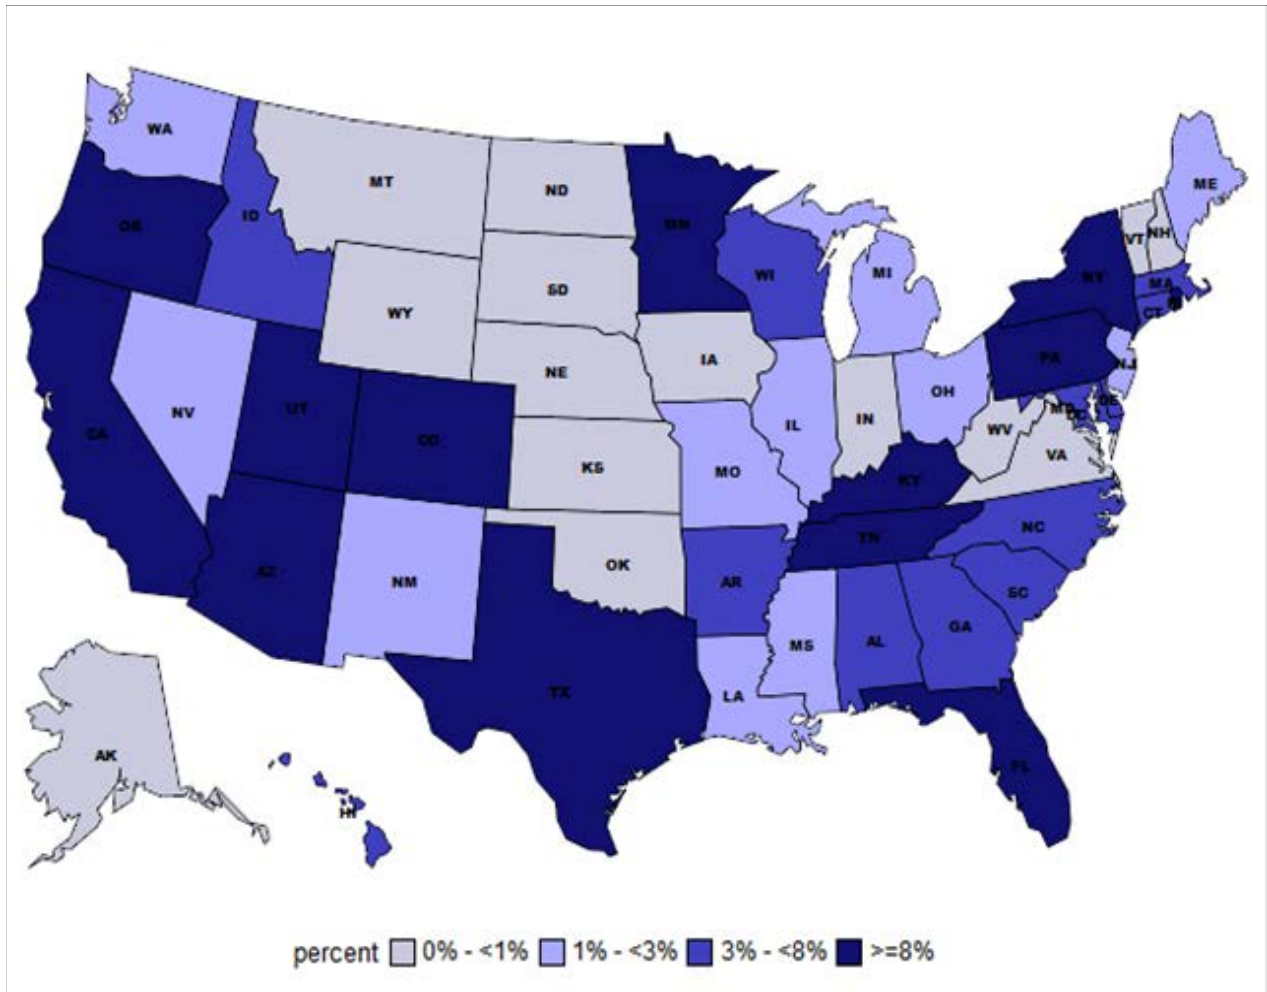 WA
ME
MT
ND
VT
NH
ID
OR
MN
WI
MI
NY
MA
SD
WY
CT
IA
PA
NJ
NE
OH
DE
MD
DC
NV
UT
IL
IN
WV
VA
CA
CO
KS
MO
KY
NC
TN
OK
AZ
NM
AR
SC
GA
MS
AL
TX
LA
AK
FL
HI
percent 0% - <1% 1% - <3% 3% - <8% >=8%